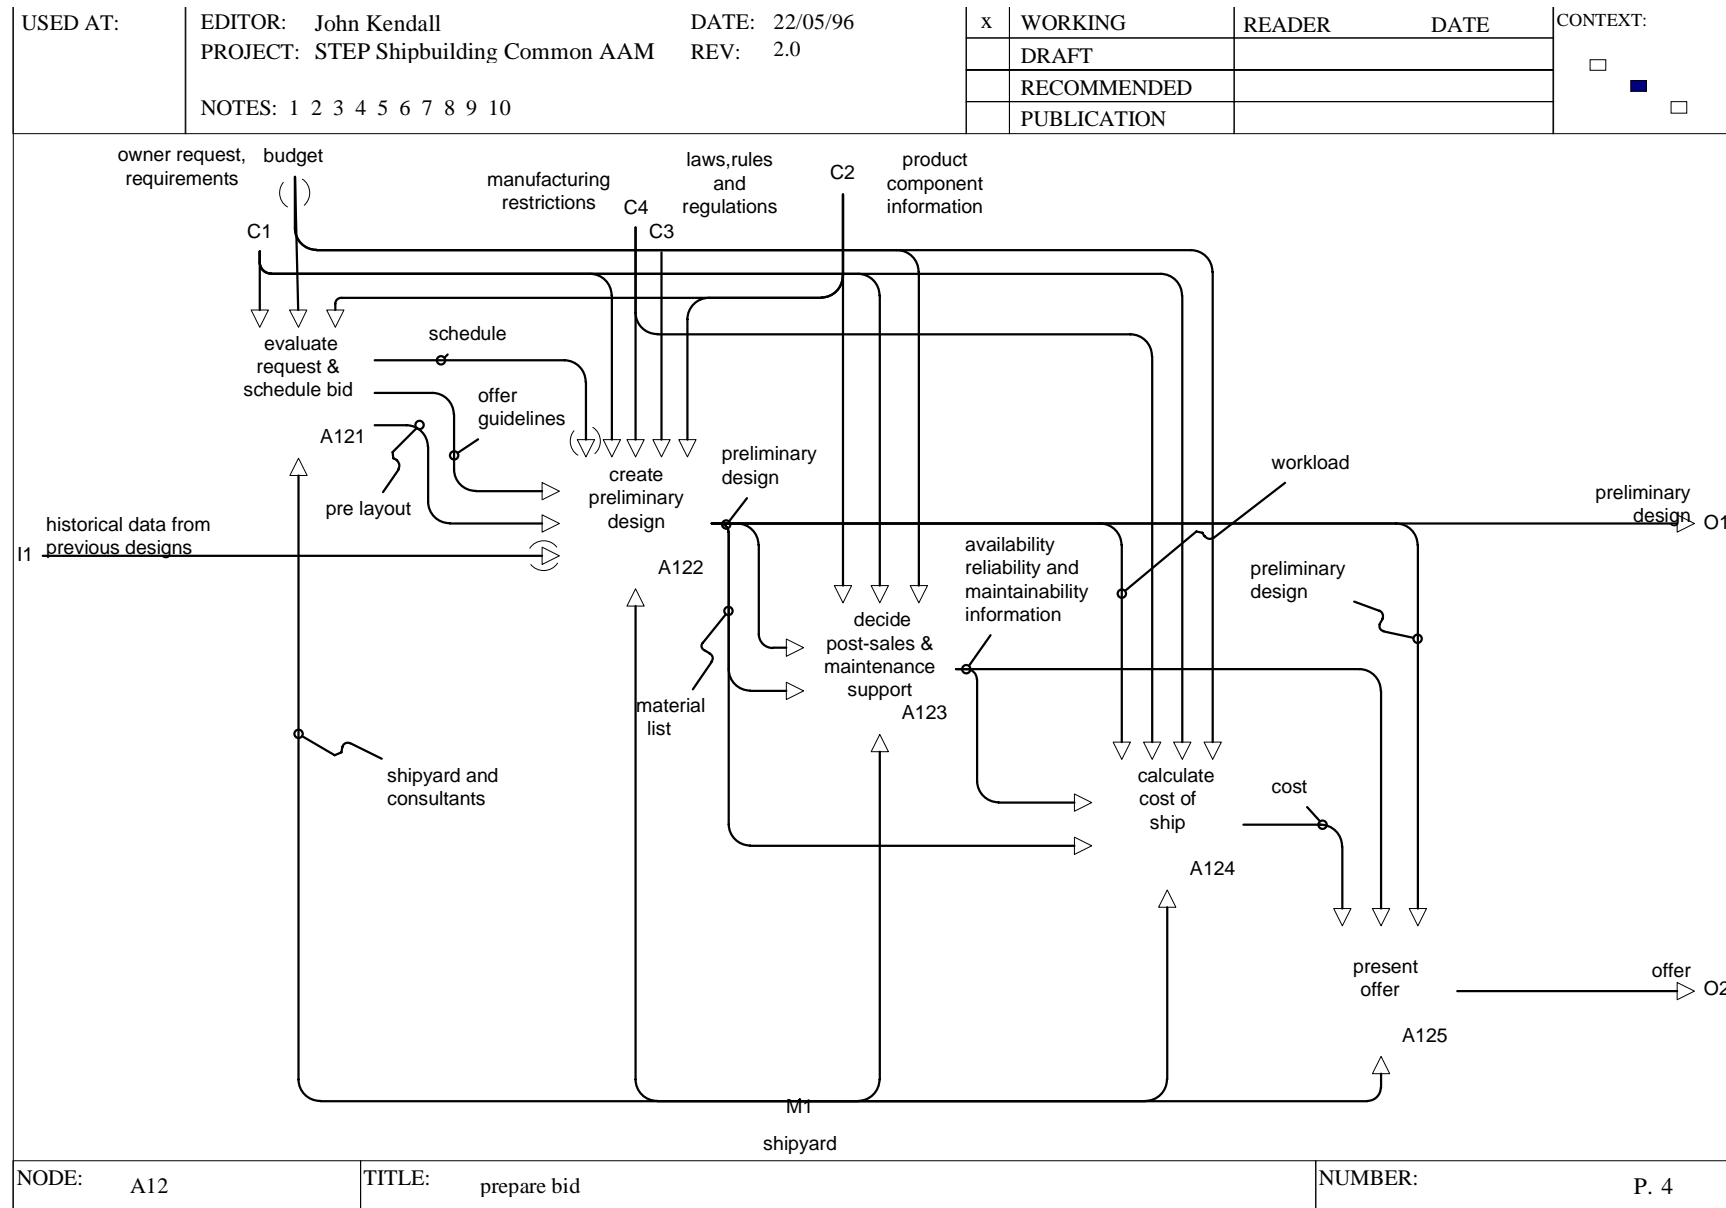 USED AT:
EDITOR: John Kendall
DATE: 22/05/96
PROJECT: STEP Shipbuilding Common AAM
REV: 2.0
NOTES: 1 2 3 4 5 6 7 8 9 10
x WORKING
DRAFT
RECOMMENDED
PUBLICATION
READER DATE
CONTEXT:
owner request,
requirements
budget
C1
manufacturing
restrictions
C4
C3
laws,rules
and
regulations
C2
product
component
information
evaluate
request &
schedule bid
A121
schedule
offer
guidelines
pre layout
historical data from
previous designs
I1
create
preliminary
design
A122
preliminary
design
workload
preliminary
design
O1
availability
reliability and
maintainability
information
preliminary
design
decide
post-sales &
maintenance
support
A123
material
list
shipyard and
consultants
calculate
cost of
ship
A124
cost
present
offer
A125
offer
O2
M1
shipyard
NODE: A12
TITLE: prepare bid
NUMBER: P. 4